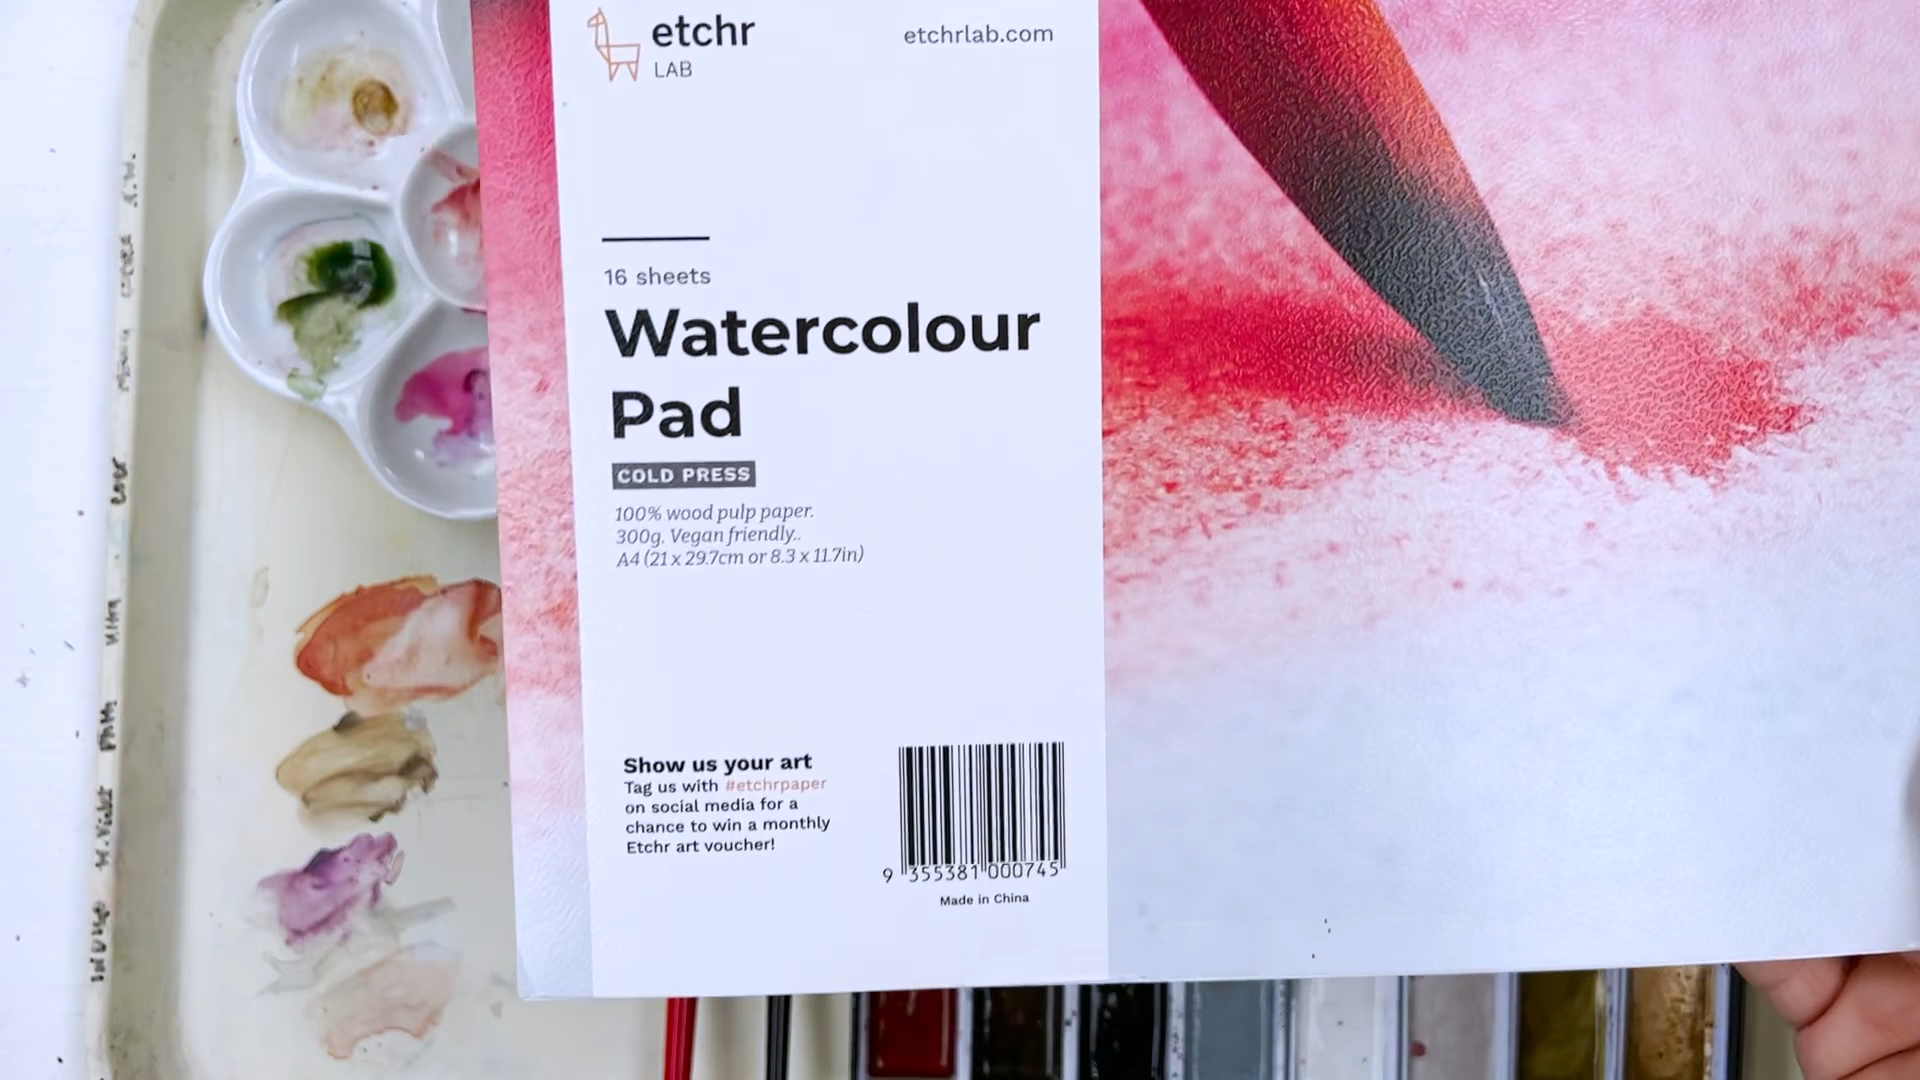 etchr
LAB
etchrlab.com
16 sheets
Watercolour
Pad
COLD PRESS
100% wood pulp paper.
300g. Vegan friendly..
A4 (21 x 29.7cm or 8.3 x 11.7in)
Show us your art
Tag us with #etchrpaper
on social media for a
chance to win a monthly
Etchr art voucher!
9 355381 000745
Made in China